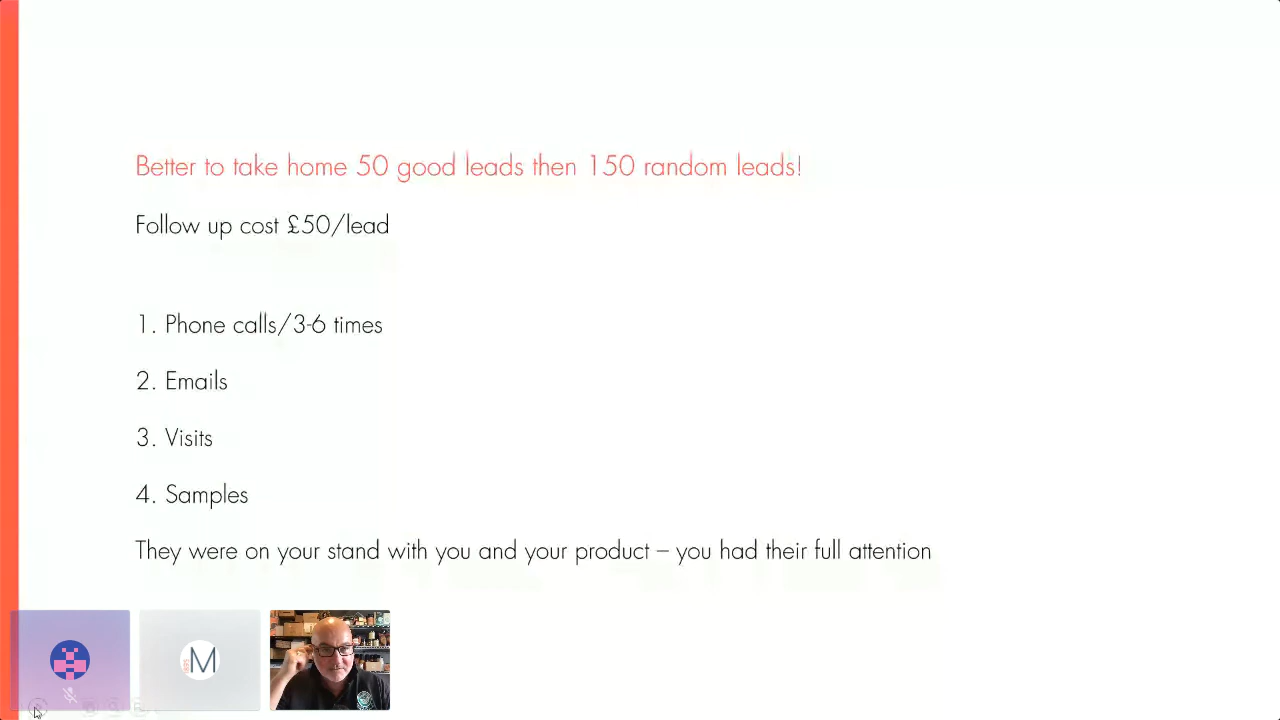 Better to take home 50 good leads then 150 random leads!
Follow up cost £50/lead
1. Phone calls/3-6 times
2. Emails
3. Visits
4. Samples
They were on your stand with you and your product – you had their full attention
M